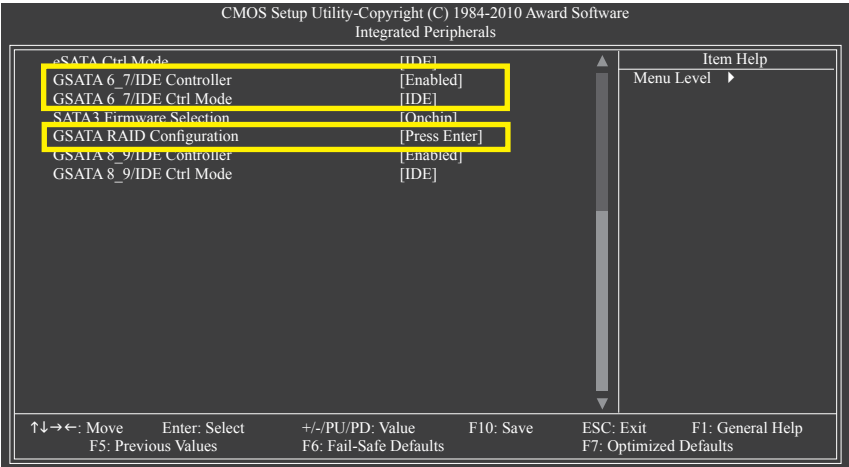 CMOS Setup Utility-Copyright (C) 1984-2010 Award Software
Integrated Peripherals
eSATA Ctrl Mode [IDE]
GSATA 6_7/IDE Controller [Enabled]
GSATA 6_7/IDE Ctrl Mode [IDE]
SATA3 Firmware Selection [Onchip]
GSATA RAID Configuration [Press Enter]
GSATA 8_9/IDE Controller [Enabled]
GSATA 8_9/IDE Ctrl Mode [IDE]
Item Help
Menu Level
↑↓→←: Move Enter: Select +/-/PU/PD: Value F10: Save ESC: Exit F1: General Help
F5: Previous Values F6: Fail-Safe Defaults F7: Optimized Defaults